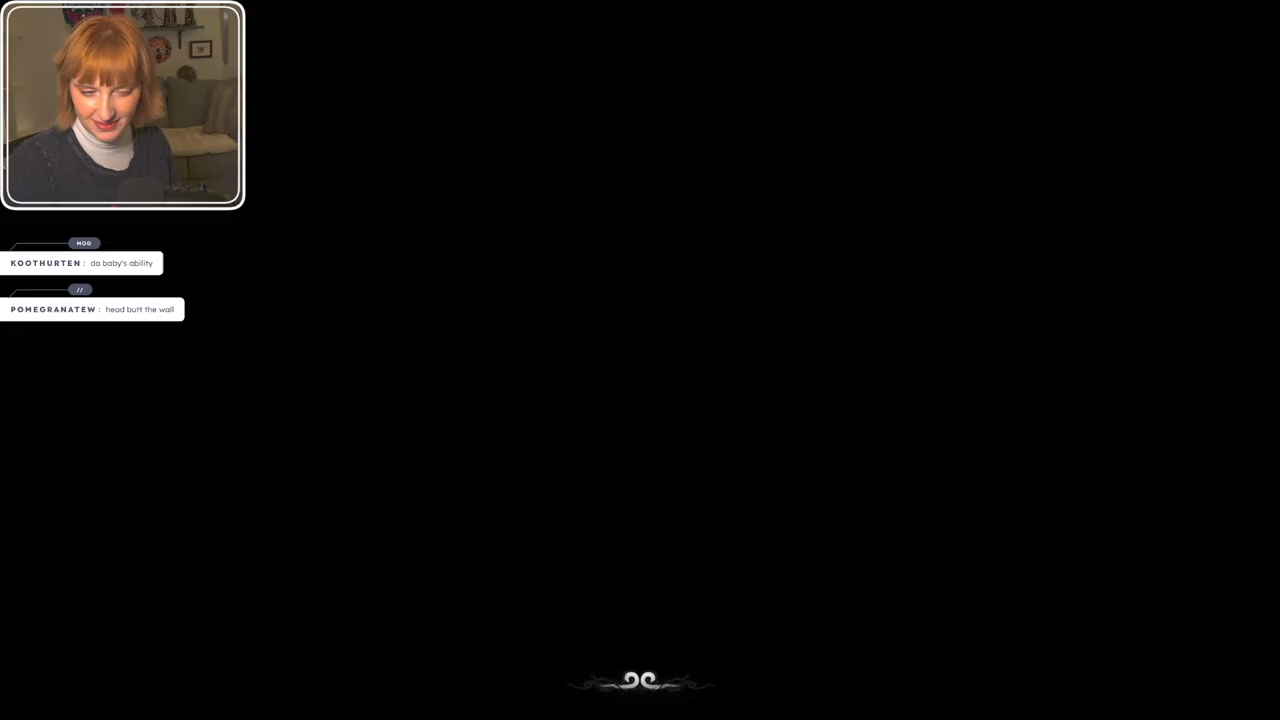 MOD
KOOTHURTEN : da baby's ability
//
POMEGRANATEW : head butt the wall